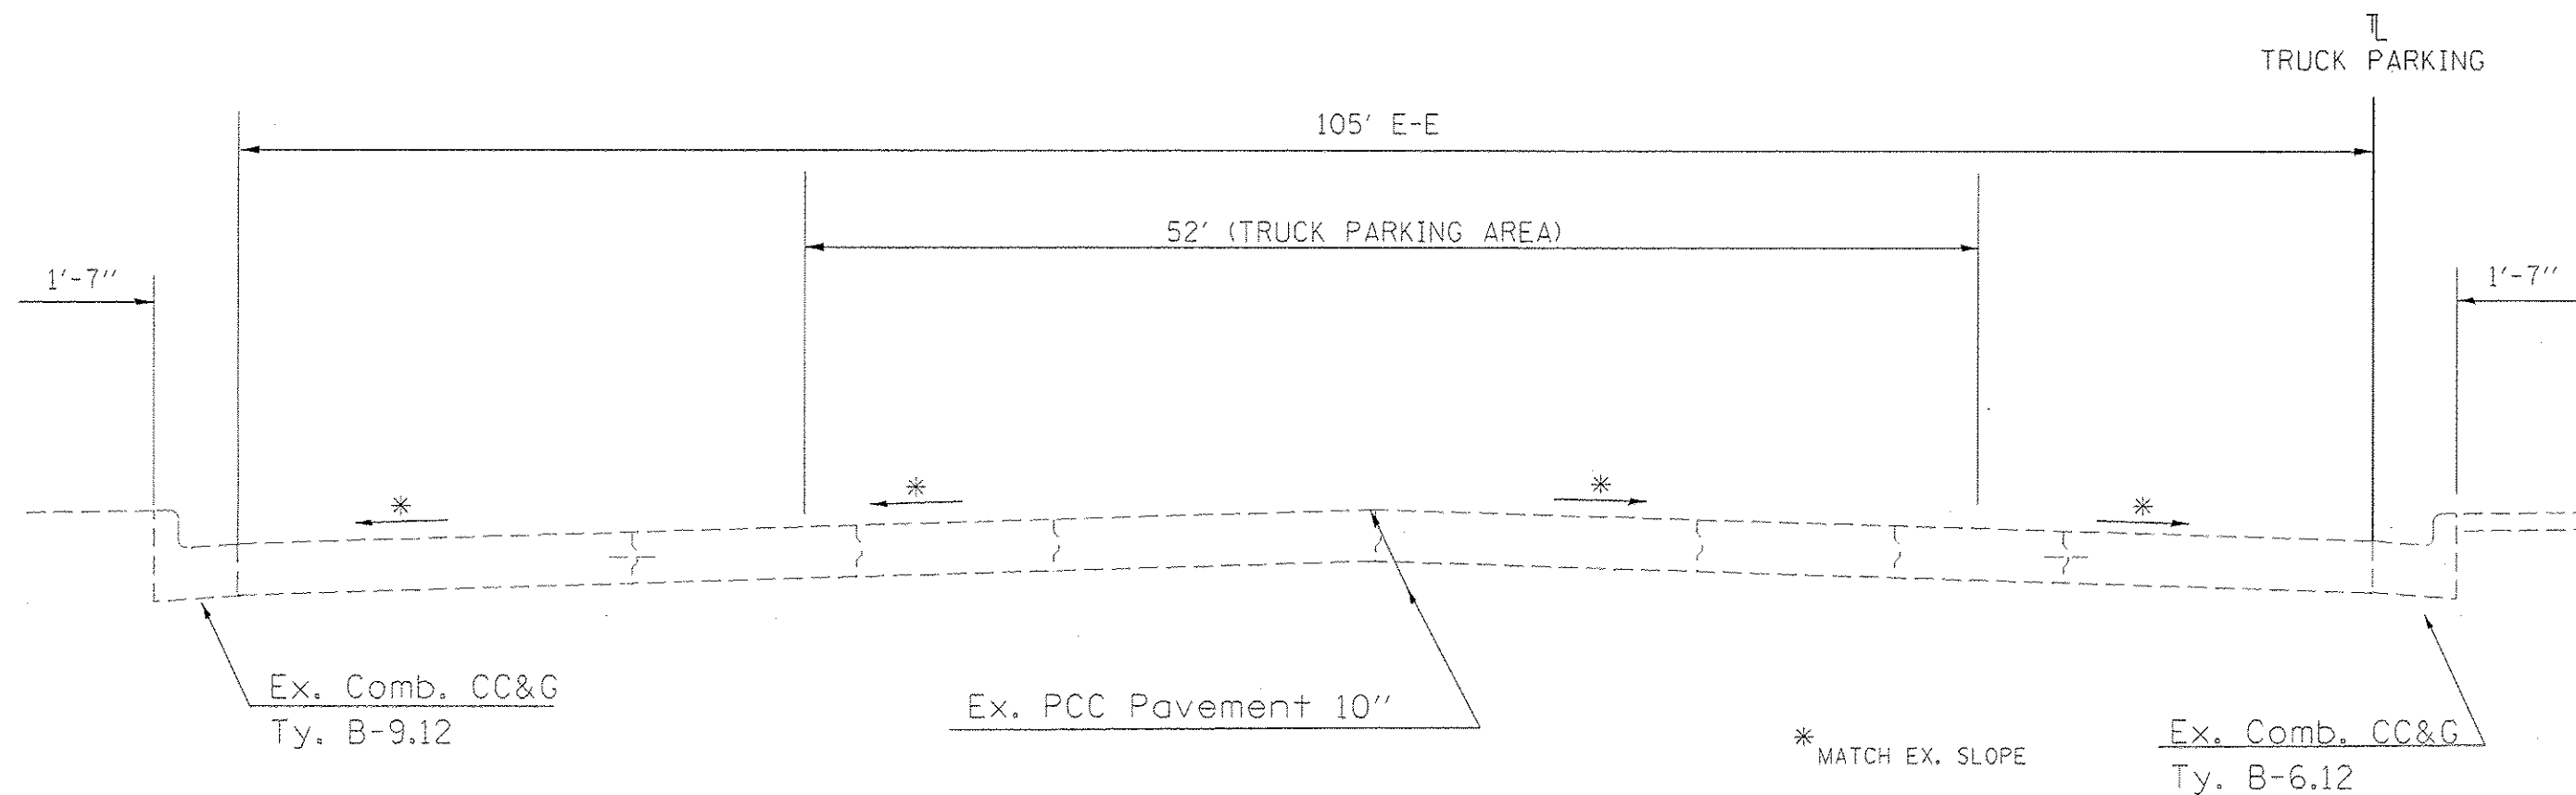 TRUCK PARKING
105' E-E
52' (TRUCK PARKING AREA)
1'-7"
1'-7"
*
*
*
*
Ex. Comb. CC&G
Ty. B-9.12
Ex. PCC Pavement 10"
* MATCH EX. SLOPE
Ex. Comb. CC&G
Ty. B-6.12